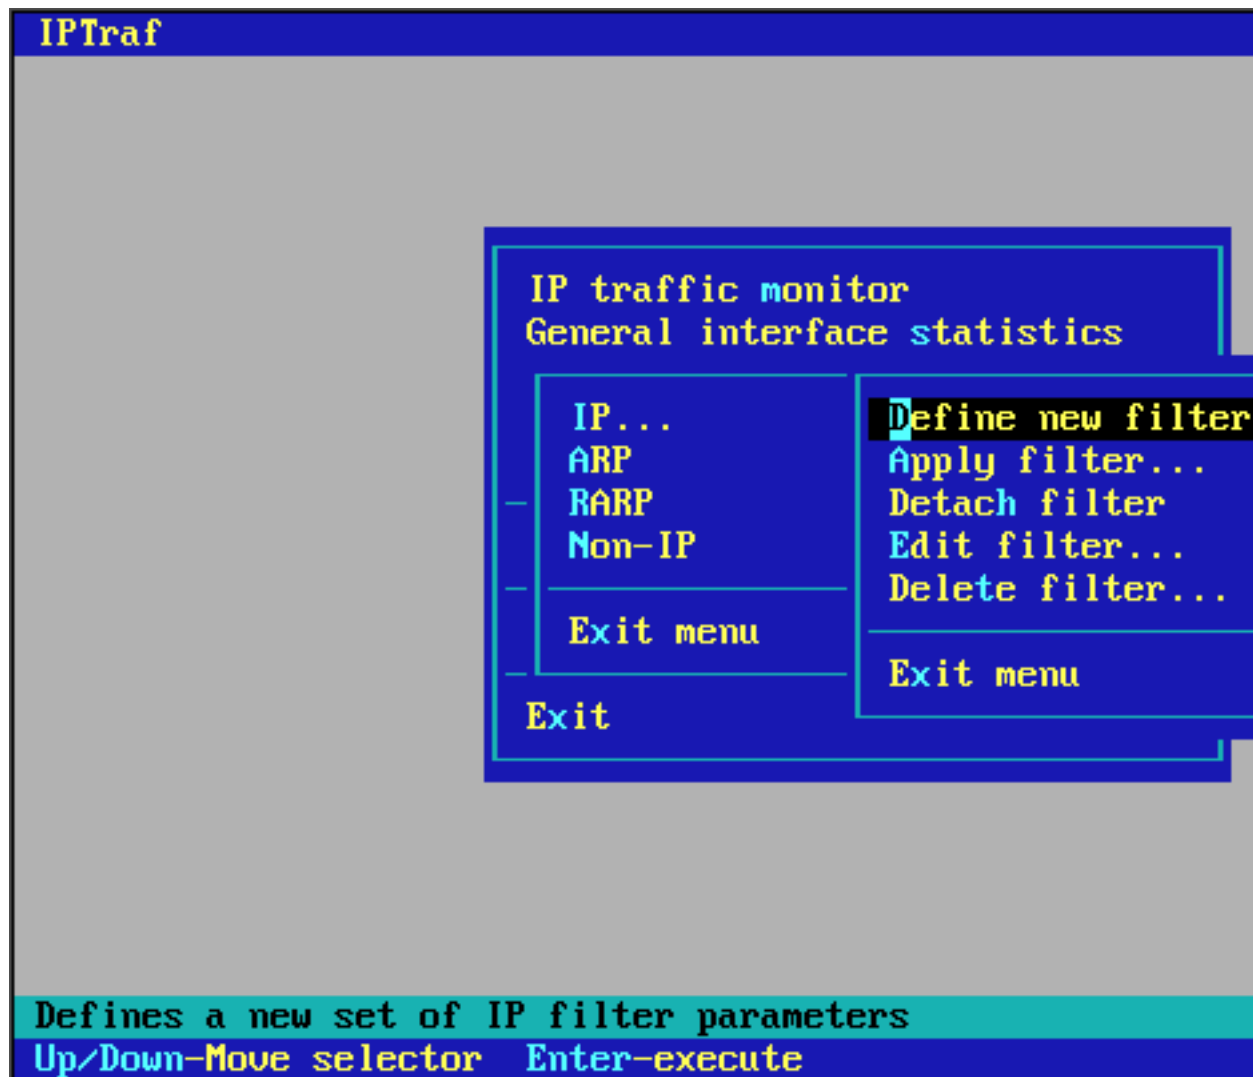 IPTraf
IP traffic monitor
General interface statistics
IP...
ARP
RARP
Non-IP
Exit menu
Define new filter
Apply filter...
Detach filter
Edit filter...
Delete filter...
Exit menu
Exit
Defines a new set of IP filter parameters
Up/Down-Move selector Enter-execute